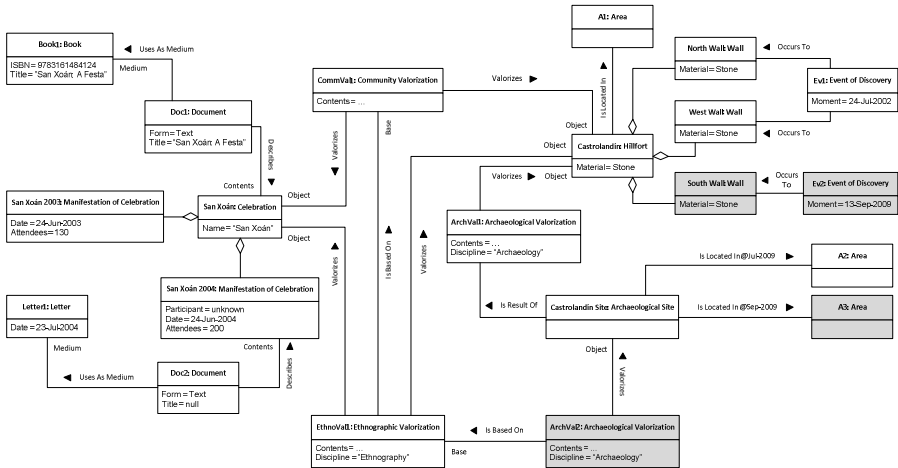 A1: Area
Book1: Book
ISBN = 9783161484124
Title = "San Xoán: A Festa"
Uses As Medium
Medium
North Wall: Wall
Material = Stone
Occurs To
Ev1: Event of Discovery
Moment = 24-Jul-2002
CommVal1: Community Valorization
Contents = ...
Valorizes
Is Located In
Object
Doc1: Document
Form = Text
Title = "San Xoán: A Festa"
West Wall: Wall
Material = Stone
Occurs To
Castrolandin: Hillfort
Material = Stone
Object
Describes
Contents
Valorizes
Base
Object
Valorizes
Object
South Wall: Wall
Material = Stone
Occurs
To
Ev2: Event of Discovery
Moment = 13-Sep-2009
San Xoán 2003: Manifestation of Celebration
Date = 24-Jun-2003
Attendees = 130
San Xoán: Celebration
Name = "San Xoán"
Object
ArchVal1: Archaeological Valorization
Contents = ...
Discipline = "Archaeology"
Valorizes
Is Based On
Valorizes
Is Located In @Jul-2009
A2: Area
San Xoán 2004: Manifestation of Celebration
Participant = unknown
Date = 24-Jun-2004
Attendees = 200
Letter1: Letter
Date = 23-Jul-2004
Medium
Is Result Of
Castrolandin Site: Archaeological Site
Is Located In @Sep-2009
A3: Area
Object
Contents
Describes
Uses As Medium
Doc2: Document
Form = Text
Title = null
Valorizes
EthnoVal1: Ethnographic Valorization
Contents = ...
Discipline = "Ethnography"
Is Based On
Base
ArchVal2: Archaeological Valorization
Contents = ...
Discipline = "Archaeology"